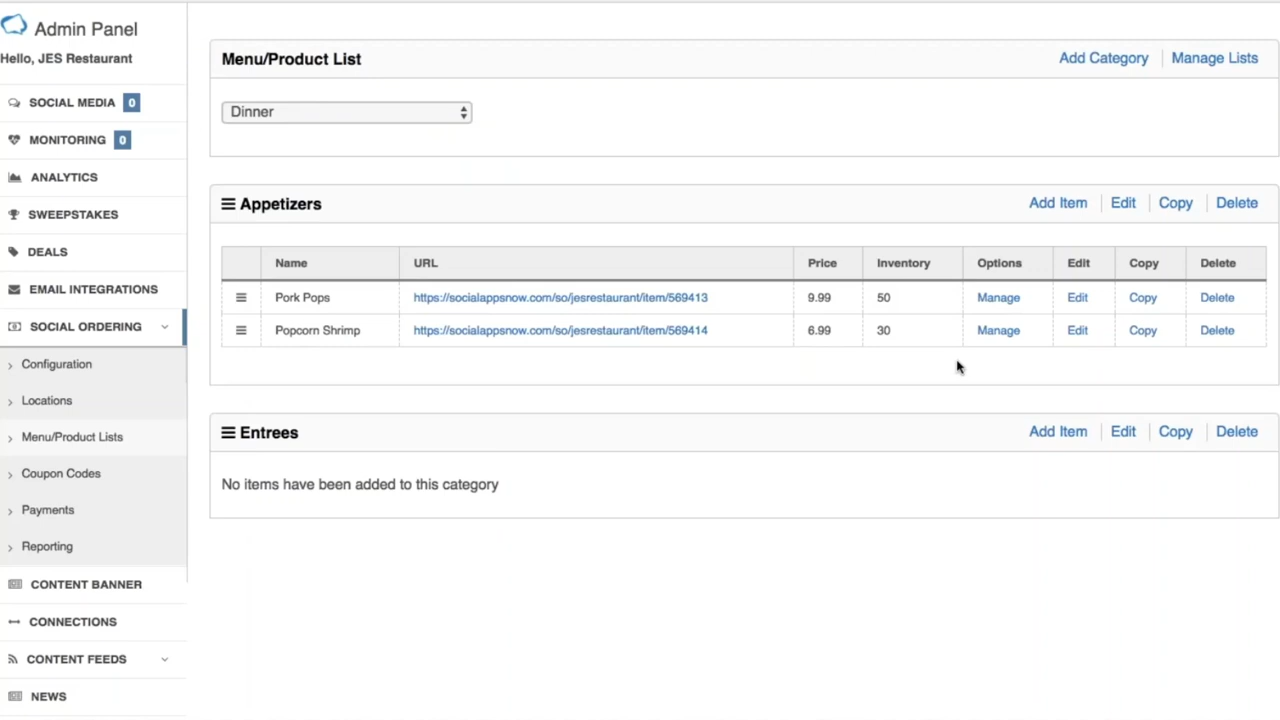 Admin Panel
Hello, JES Restaurant
SOCIAL MEDIA 0
MONITORING 0
ANALYTICS
SWEEPSTAKES
DEALS
EMAIL INTEGRATIONS
SOCIAL ORDERING
Configuration
Locations
Menu/Product Lists
Coupon Codes
Payments
Reporting
CONTENT BANNER
CONNECTIONS
CONTENT FEEDS
NEWS
Menu/Product List Add Category Manage Lists
Dinner
Appetizers Add Item Edit Copy Delete
Name URL Price Inventory Options Edit Copy Delete
Pork Pops https://socialappsnow.com/so/jesrestaurant/item/569413 9.99 50 Manage Edit Copy Delete
Popcorn Shrimp https://socialappsnow.com/so/jesrestaurant/item/569414 6.99 30 Manage Edit Copy Delete
Entrees Add Item Edit Copy Delete
No items have been added to this category